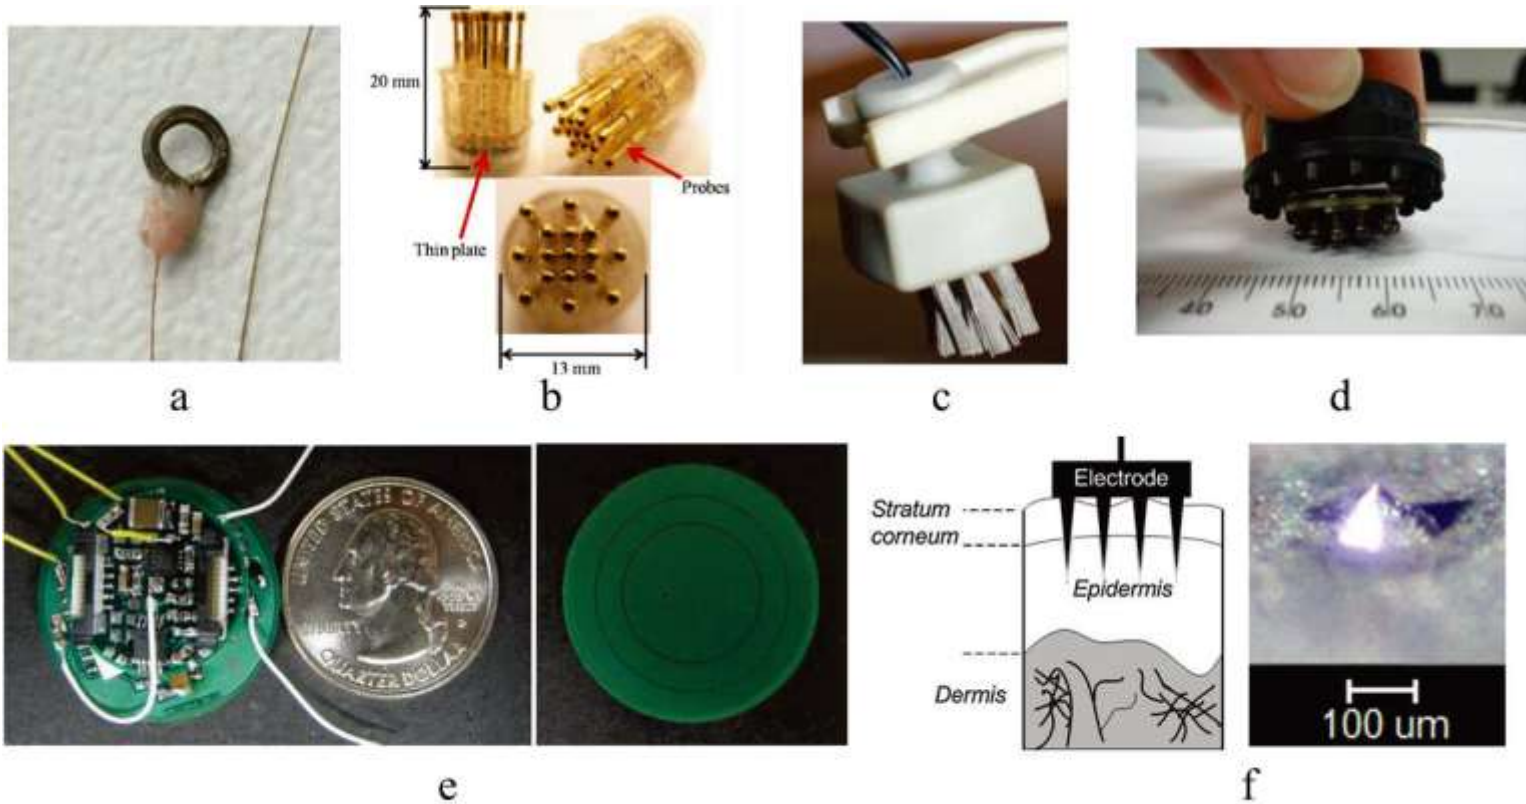 20 mm
Probes
Thin plate
13 mm
a
b
c
40 50 60 70
d
UNITED STATES OF AMERICA
LIBERTY
QUARTER DOLLAR
e
Electrode
Stratum
corneum
Epidermis
Dermis
100 um
f